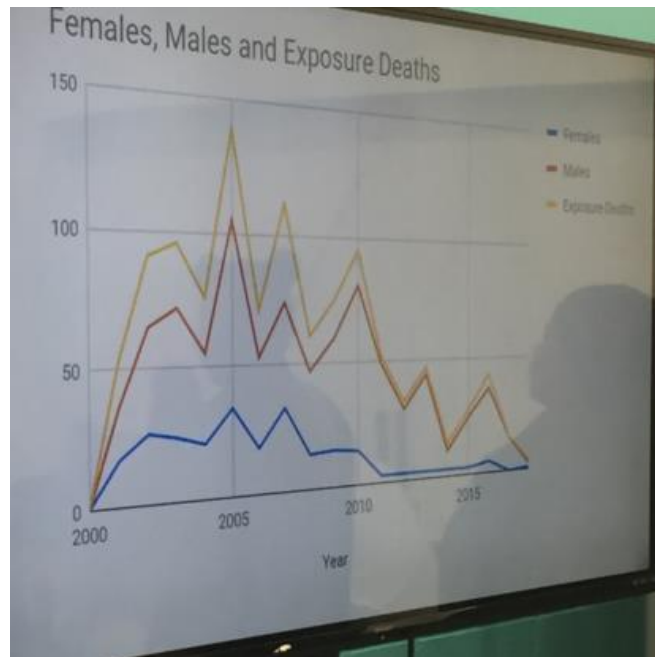 Females, Males and Exposure Deaths
150
Females
Males
Exposure Deaths
100
50
0
2000
2005
2010
2015
Year